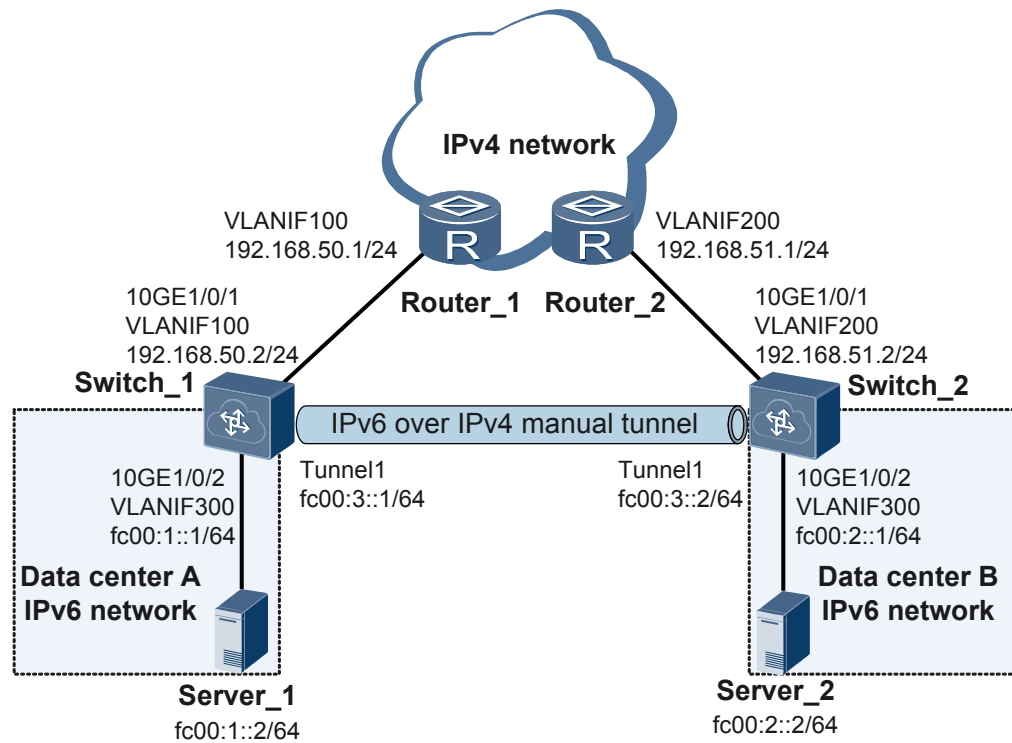 IPv4 network
VLANIF100
192.168.50.1/24
R
R
VLANIF200
192.168.51.1/24
Router_1
Router_2
10GE1/0/1
VLANIF100
192.168.50.2/24
10GE1/0/1
VLANIF200
192.168.51.2/24
Switch_1
Switch_2
IPv6 over IPv4 manual tunnel
Tunnel1
fc00:3::1/64
Tunnel1
fc00:3::2/64
10GE1/0/2
VLANIF300
fc00:1::1/64
10GE1/0/2
VLANIF300
fc00:2::1/64
Data center A
IPv6 network
Data center B
IPv6 network
Server_1
fc00:1::2/64
Server_2
fc00:2::2/64